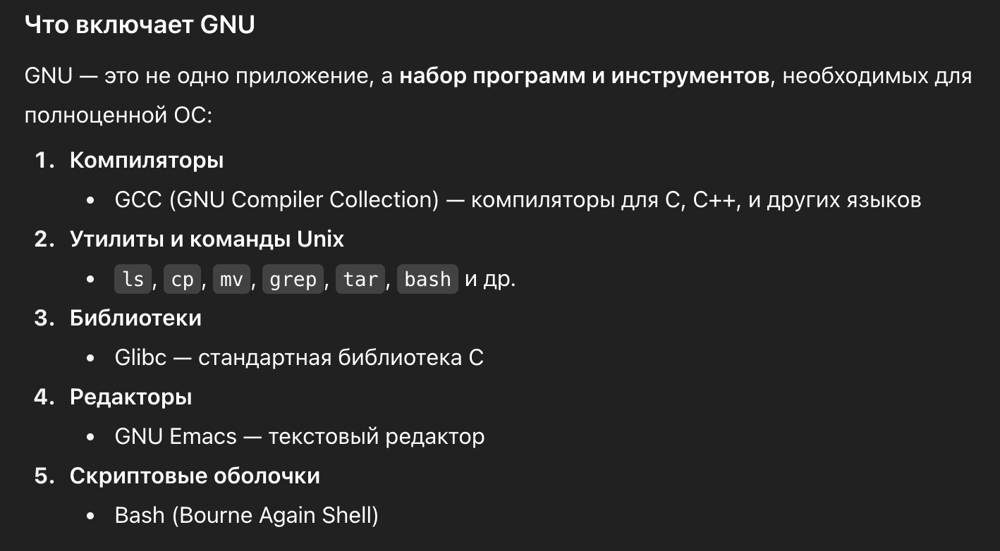 Что включает GNU
GNU — это не одно приложение, а набор программ и инструментов, необходимых для
полноценной ОС:
1. Компиляторы
• GCC (GNU Compiler Collection) — компиляторы для C, C++, и других языков
2. Утилиты и команды Unix
• ls, cp, mv, grep, tar, bash и др.
3. Библиотеки
• Glibc — стандартная библиотека C
4. Редакторы
• GNU Emacs — текстовый редактор
5. Скриптовые оболочки
• Bash (Bourne Again Shell)